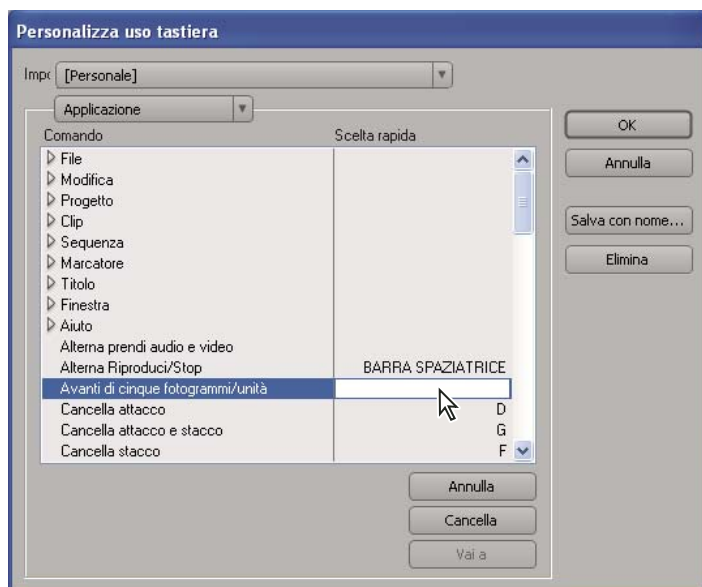 Personalizza uso tastiera
Impo [Personale]
Applicazione
Comando Scelta rapida
File
Modifica
Progetto
Clip
Sequenza
Marcatore
Titolo
Finestra
Aiuto
Alterna prendi audio e video
Alterna Riproduci/Stop BARRA SPAZIATRICE
Avanti di cinque fotogrammi/unità
Cancella attacco D
Cancella attacco e stacco G
Cancella stacco F
Annulla
Cancella
Vai a
OK
Annulla
Salva con nome...
Elimina